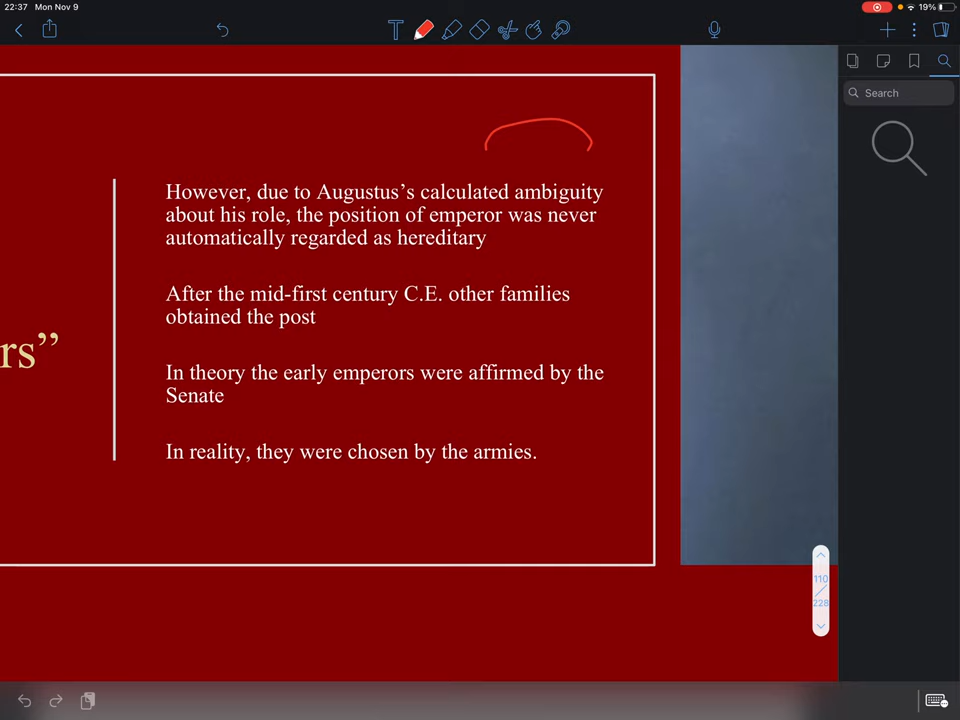 22:37 Mon Nov 9
19%
T
Search
However, due to Augustus’s calculated ambiguity
about his role, the position of emperor was never
automatically regarded as hereditary
After the mid-first century C.E. other families
obtained the post
rs”
In theory the early emperors were affirmed by the
Senate
In reality, they were chosen by the armies.
110
228